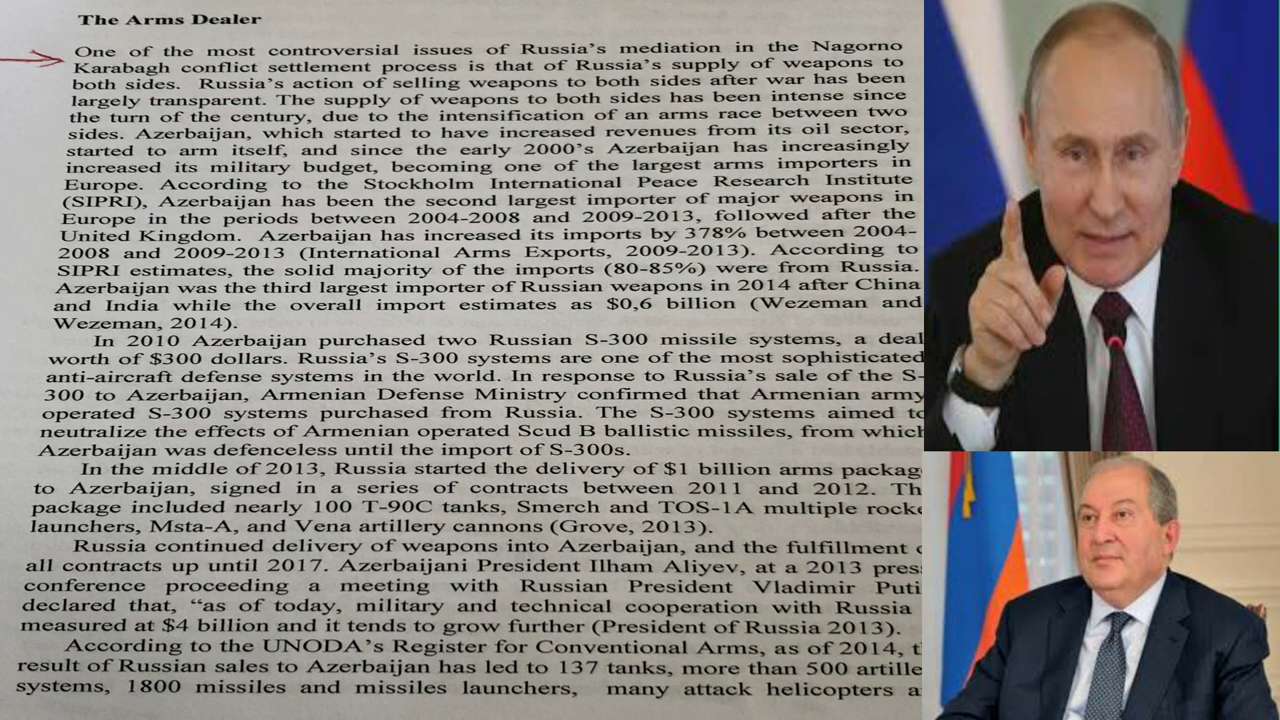 The Arms Dealer
One of the most controversial issues of Russia's mediation in the Nagorno
Karabagh conflict settlement process is that of Russia's supply of weapons to
both sides. Russia's action of selling weapons to both sides after war has been
largely transparent. The supply of weapons to both sides has been intense since
the turn of the century, due to the intensification of an arms race between two
sides. Azerbaijan, which started to have increased revenues from its oil sector,
started to arm itself, and since the early 2000's Azerbaijan has increasingly
increased its military budget, becoming one of the largest arms importers in
Europe. According to the Stockholm International Peace Research Institute
(SIPRI), Azerbaijan has been the second largest importer of major weapons in
Europe in the periods between 2004-2008 and 2009-2013, followed after the
United Kingdom. Azerbaijan has increased its imports by 378% between 2004-
2008 and 2009-2013 (International Arms Exports, 2009-2013). According to
SIPRI estimates, the solid majority of the imports (80-85%) were from Russia.
Azerbaijan was the third largest importer of Russian weapons in 2014 after China
and India while the overall import estimates as $0,6 billion (Wezeman and
Wezeman, 2014).
In 2010 Azerbaijan purchased two Russian S-300 missile systems, a deal
worth of $300 dollars. Russia's S-300 systems are one of the most sophisticated
anti-aircraft defense systems in the world. In response to Russia's sale of the S-
300 to Azerbaijan, Armenian Defense Ministry confirmed that Armenian army
operated S-300 systems purchased from Russia. The S-300 systems aimed to
neutralize the effects of Armenian operated Scud B ballistic missiles, from which
Azerbaijan was defenceless until the import of S-300s.
In the middle of 2013, Russia started the delivery of $1 billion arms packag
to Azerbaijan, signed in a series of contracts between 2011 and 2012. Th
package included nearly 100 T-90C tanks, Smerch and TOS-1A multiple rocke
launchers, Msta-A, and Vena artillery cannons (Grove, 2013).
Russia continued delivery of weapons into Azerbaijan, and the fulfillment
all contracts up until 2017. Azerbaijani President Ilham Aliyev, at a 2013 pres
conference proceeding a meeting with Russian President Vladimir Puti
declared that, "as of today, military and technical cooperation with Russia
measured at $4 billion and it tends to grow further (President of Russia 2013).
According to the UNODA's Register for Conventional Arms, as of 2014, t
result of Russian sales to Azerbaijan has led to 137 tanks, more than 500 artille
systems, 1800 missiles and missiles launchers, many attack helicopters a